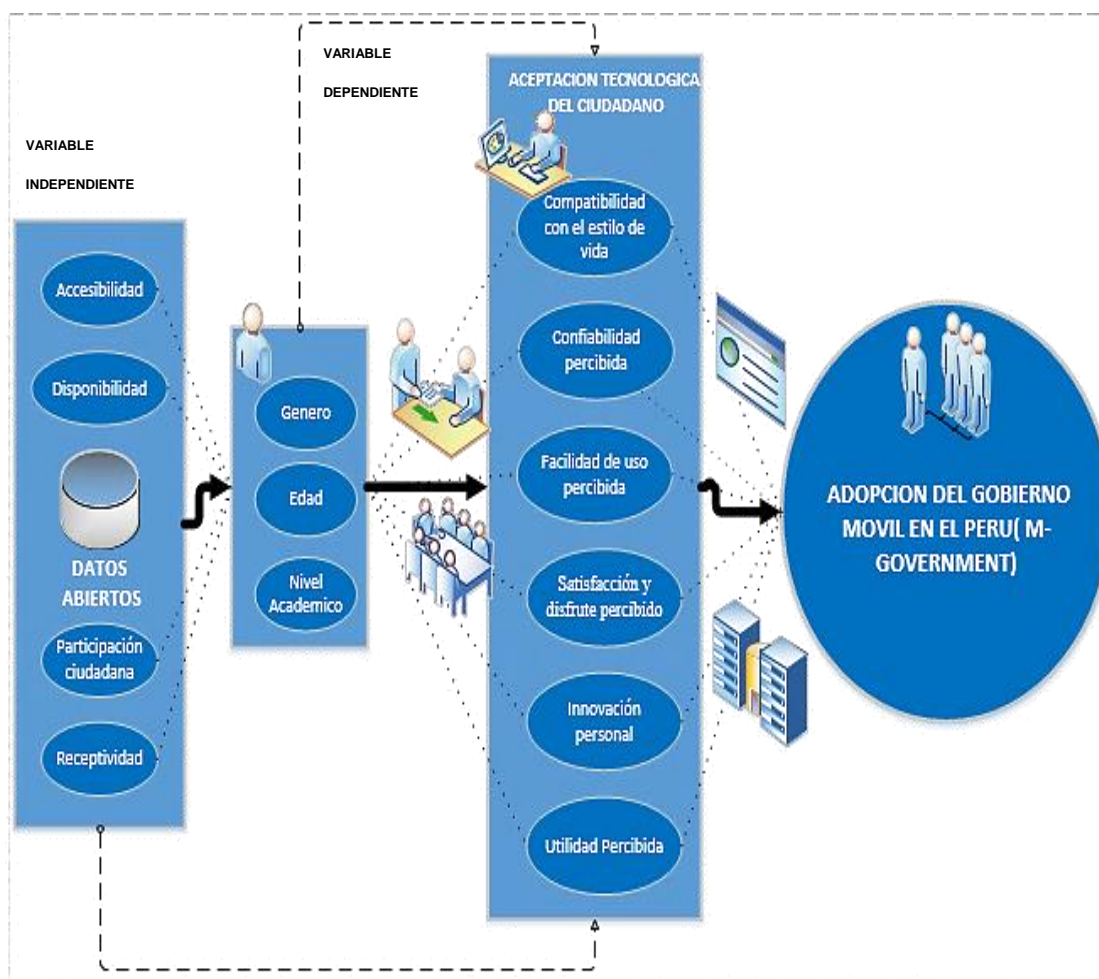 VARIABLE
INDEPENDIENTE
Accesibilidad
Disponibilidad
DATOS
ABIERTOS
Participación
ciudadana
Receptividad
VARIABLE
DEPENDIENTE
Genero
Edad
Nivel
Academico
ACEPTACION TECNOLOGICA
DEL CIUDADANO
Compatibilidad
con el estilo de
vida
Confiabilidad
percibida
Facilidad de uso
percibida
Satisfacción y
disfrute percibido
Innovación
personal
Utilidad Percibida
ADOPCION DEL GOBIERNO
MOVIL EN EL PERU( M-
GOVERNMENT)